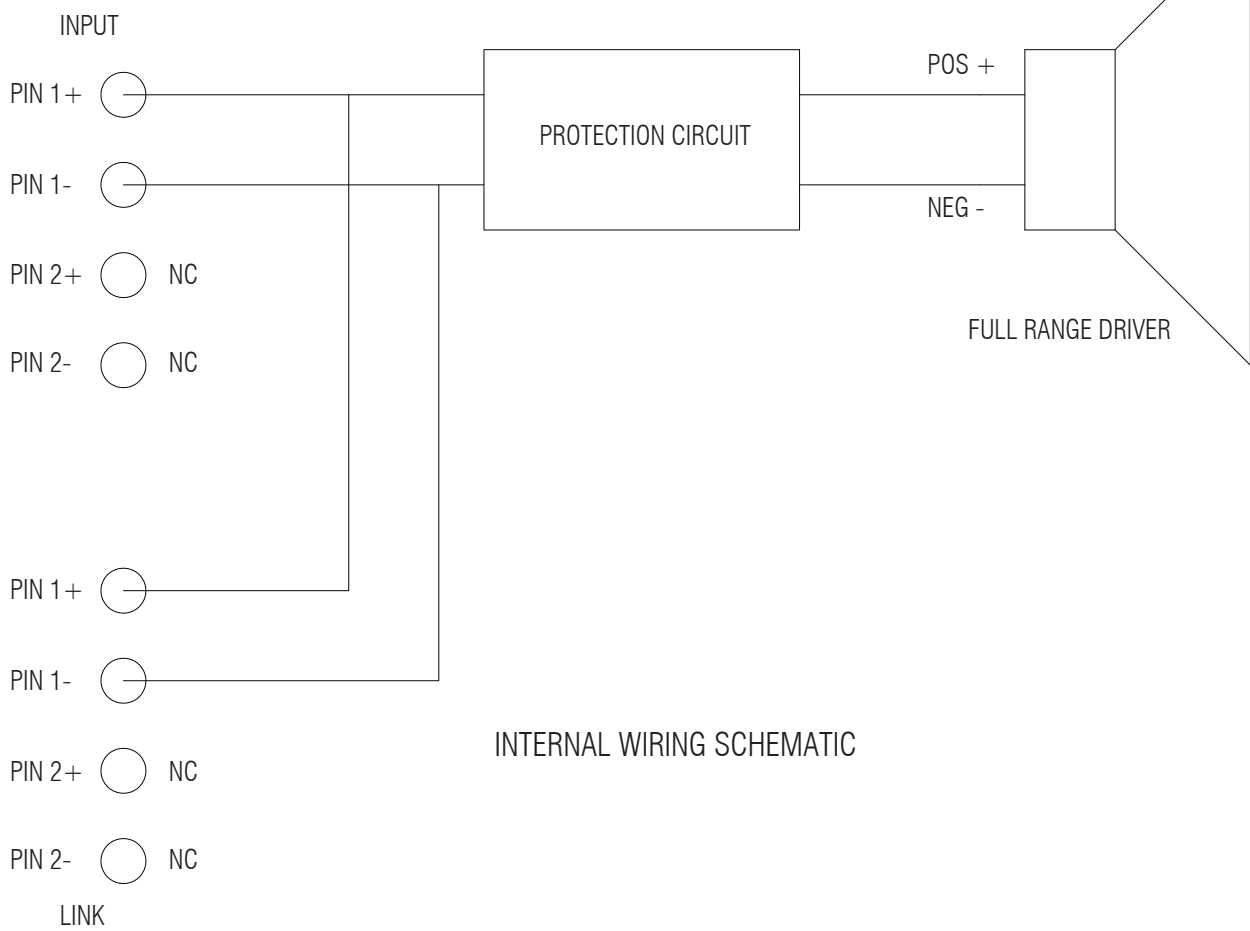 INPUT
PIN 1+
POS +
PROTECTION CIRCUIT
PIN 1-
NEG -
PIN 2+ NC
FULL RANGE DRIVER
PIN 2- NC
PIN 1+
PIN 1-
INTERNAL WIRING SCHEMATIC
PIN 2+ NC
PIN 2- NC
LINK